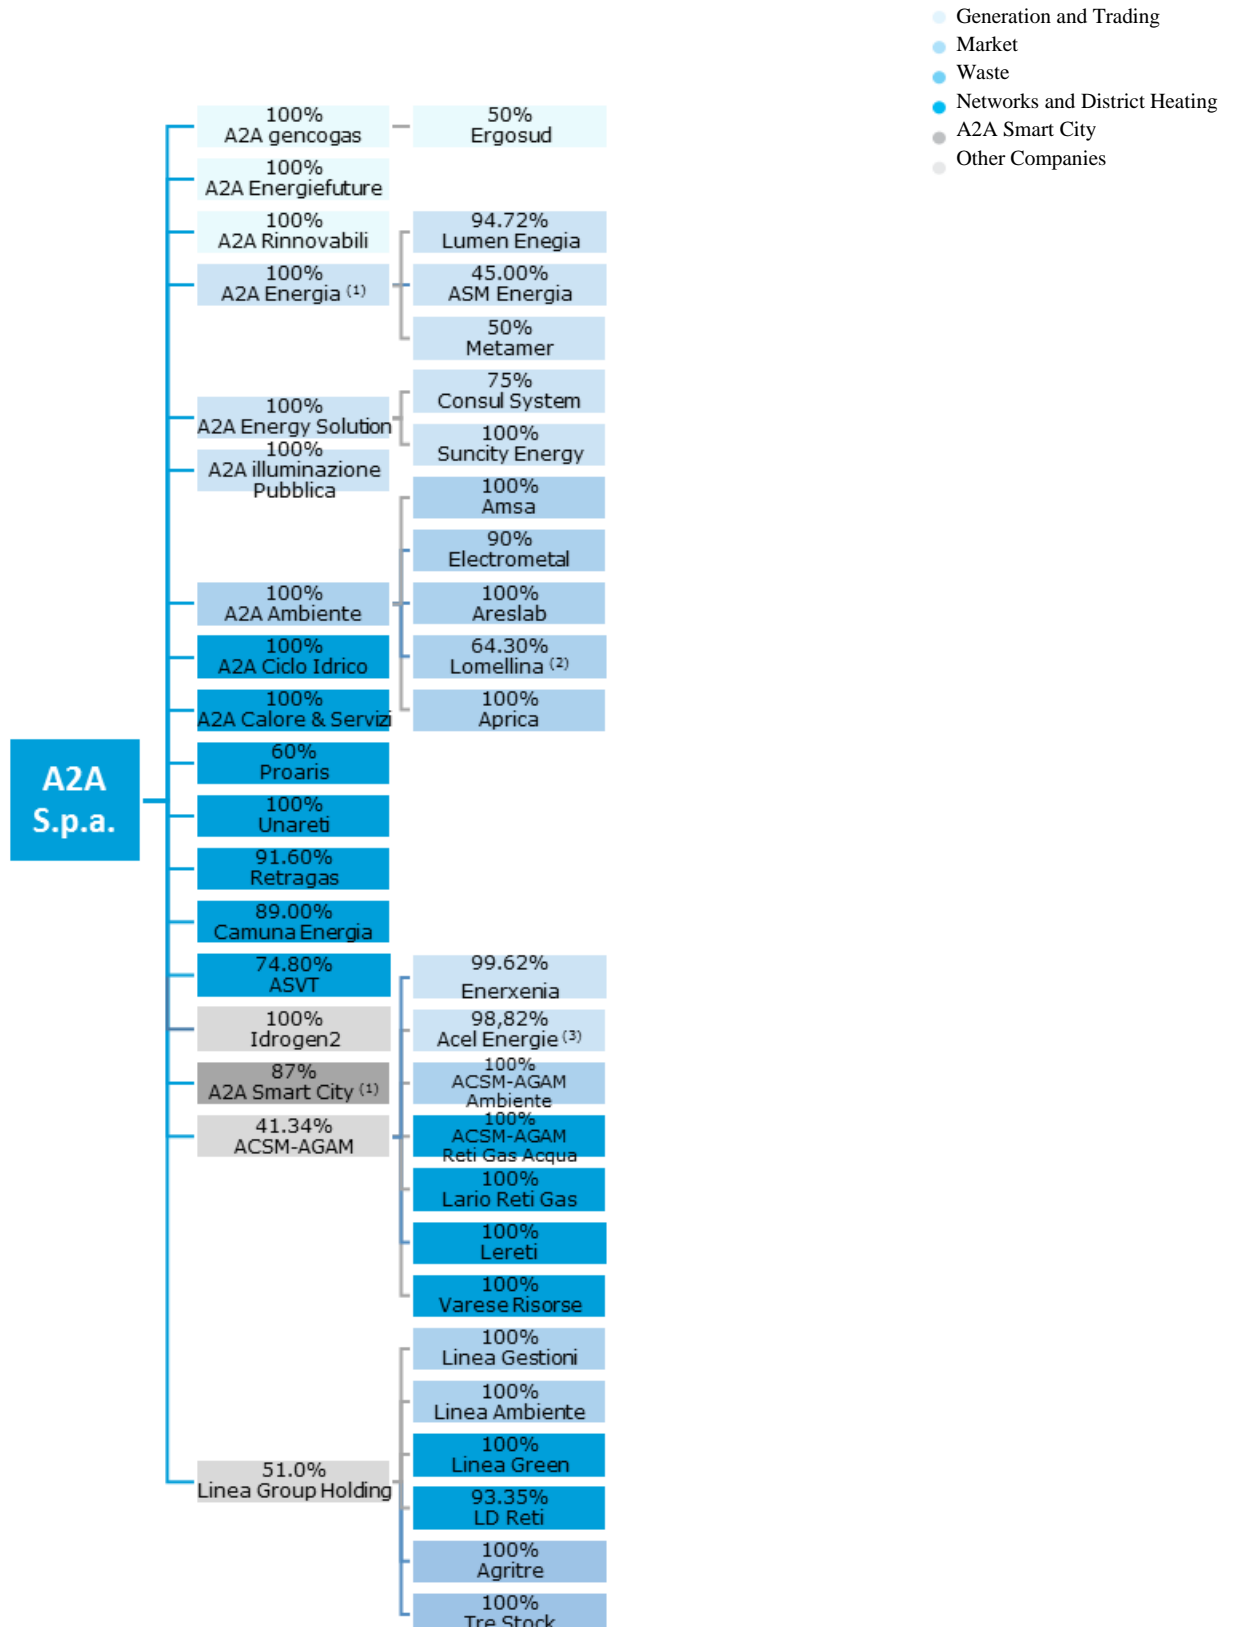 Generation and Trading
Market
Waste
Networks and District Heating
A2A Smart City
Other Companies
A2A
S.p.a.
100%
A2A gencogas
50%
Ergosud
100%
A2A Energiefuture
100%
A2A Rinnovabili
100%
A2A Energia (1)
94.72%
Lumen Enegia
45.00%
ASM Energia
50%
Metamer
100%
A2A Energy Solution
75%
Consul System
100%
Suncity Energy
100%
A2A illuminazione
Pubblica
100%
A2A Ambiente
100%
Amsa
90%
Electrometal
100%
Areslab
64.30%
Lomellina (2)
100%
Aprica
100%
A2A Ciclo Idrico
100%
A2A Calore & Servizi
60%
Proaris
100%
Unareti
91.60%
Retragas
89.00%
Camuna Energia
74.80%
ASVT
100%
Idrogen2
87%
A2A Smart City (1)
41.34%
ACSM-AGAM
99.62%
Enerxenia
98,82%
Acel Energie (3)
100%
ACSM-AGAM
Ambiente
100%
ACSM-AGAM
Reti Gas Acqua
100%
Lario Reti Gas
100%
Lereti
100%
Varese Risorse
51.0%
Linea Group Holding
100%
Linea Gestioni
100%
Linea Ambiente
100%
Linea Green
93.35%
LD Reti
100%
Agritre
100%
Tre Stock